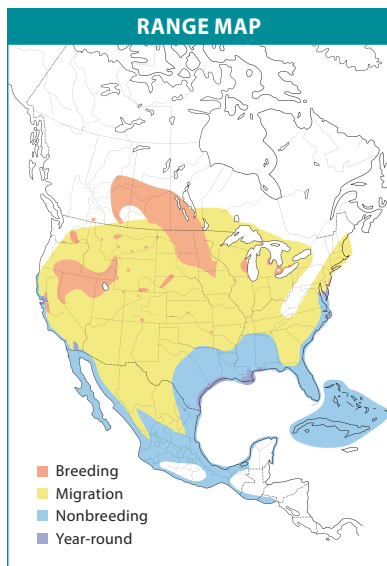 RANGE MAP
Breeding
Migration
Nonbreeding
Year-round